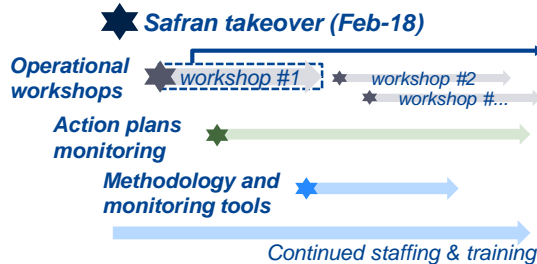 Safran takeover (Feb-18)
Operational
workshops
workshop #1
workshop #2
workshop #...
Action plans
monitoring
Methodology and
monitoring tools
Continued staffing & training